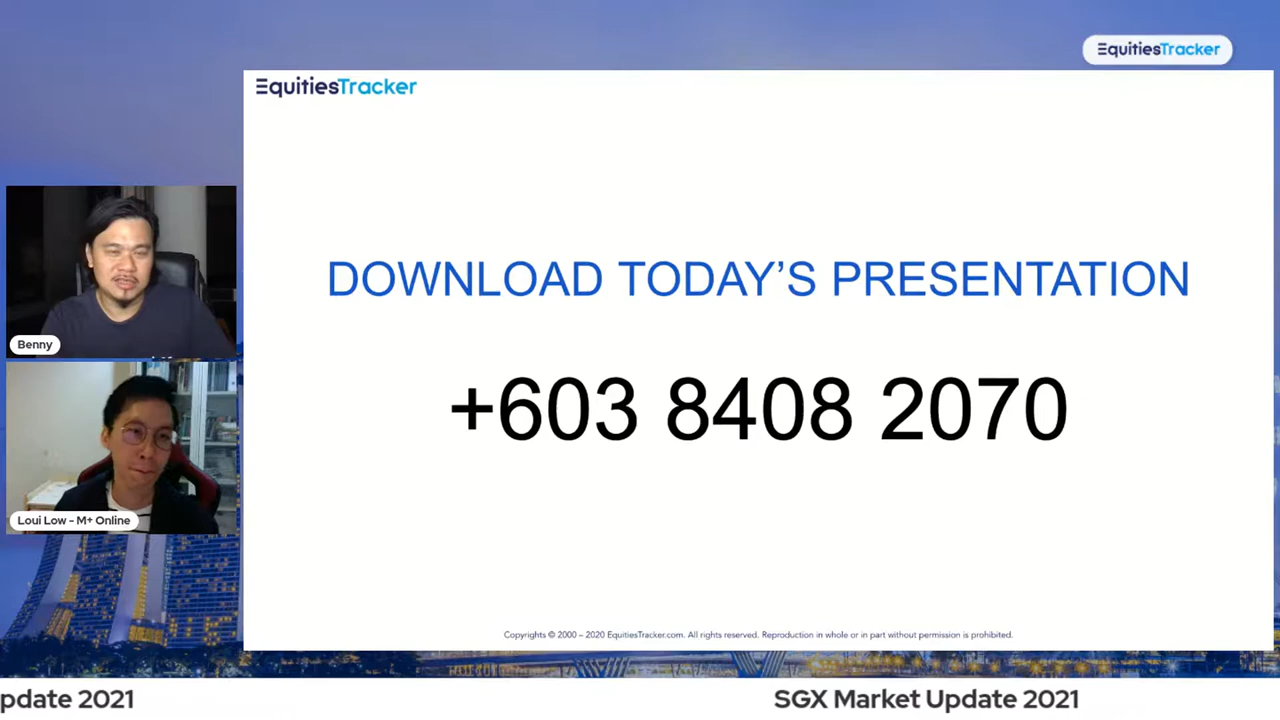 EquitiesTracker
EquitiesTracker
DOWNLOAD TODAY’S PRESENTATION
+603 8408 2070
Benny
Loui Low - M+ Online
Copyrights © 2000 – 2020 EquitiesTracker.com. All rights reserved. Reproduction in whole or in part without permission is prohibited.
pdate 2021
SGX Market Update 2021